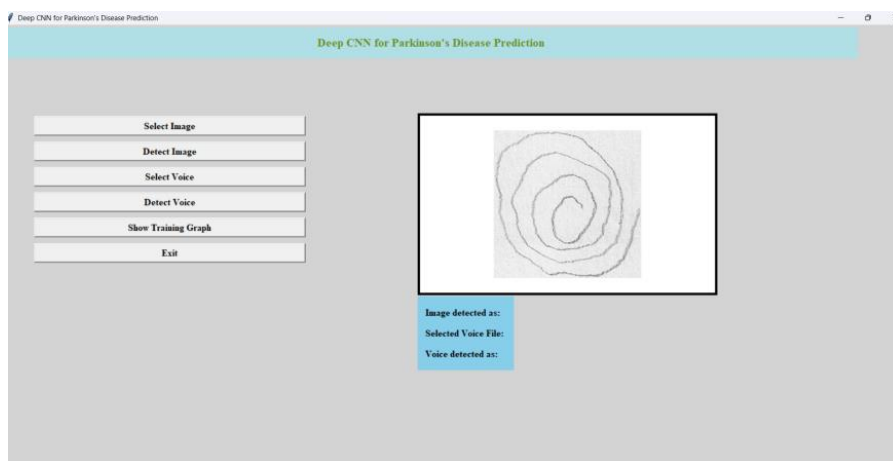 Deep CNN for Parkinson's Disease Prediction
Deep CNN for Parkinson's Disease Prediction
Select Image
Detect Image
Select Voice
Detect Voice
Show Training Graph
Exit
Image detected as:
Selected Voice File:
Voice detected as: